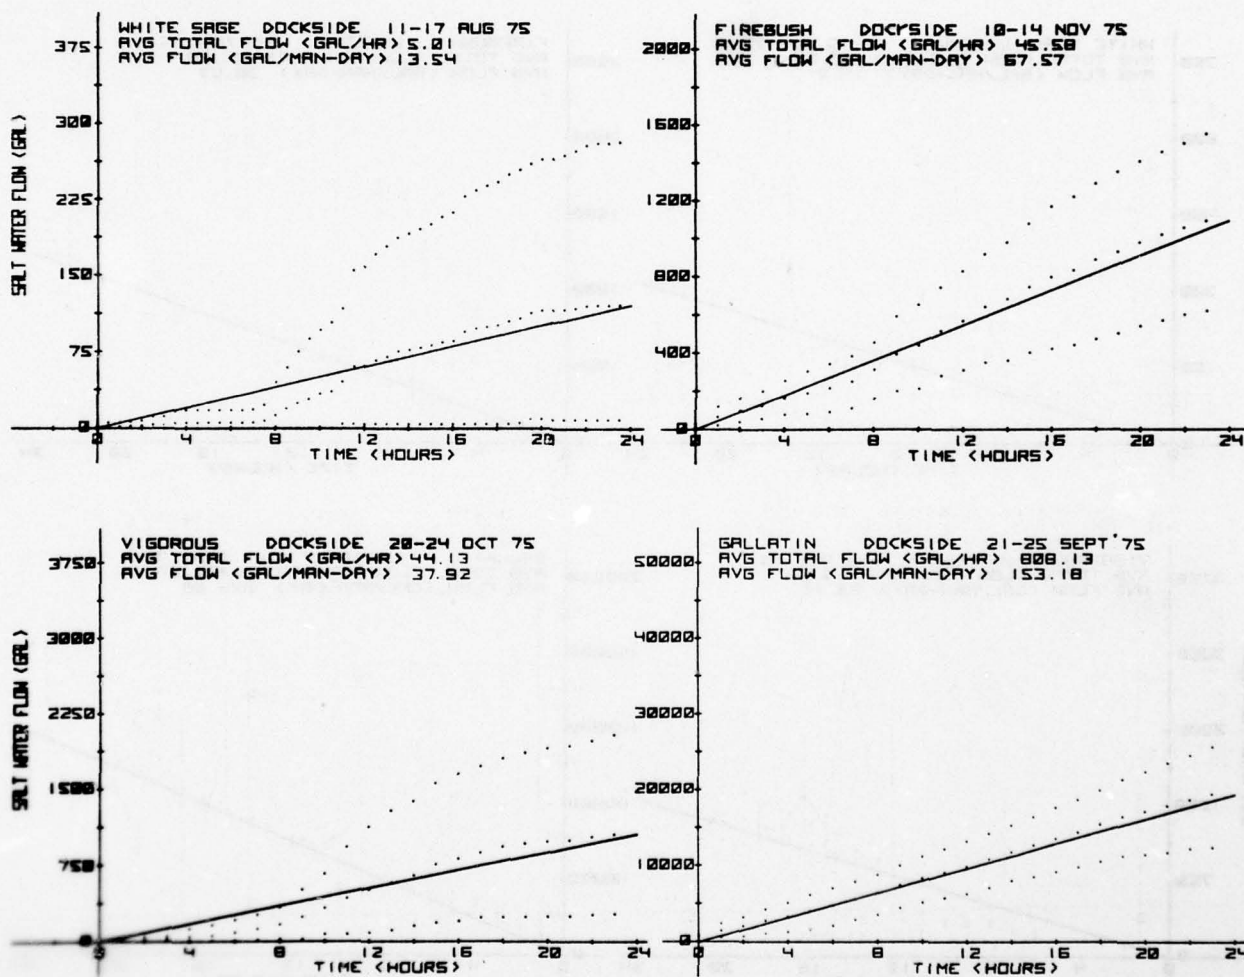 WHITE SAGE DOCKSIDE 11-17 AUG 75
AVG TOTAL FLOW <GAL/HR> 5.01
AVG FLOW <GAL/MAN-DAY> 13.54
375
300
225
150
75
0
SALT WATER FLOW (GAL)
0 4 8 12 16 20 24
TIME <HOURS>
FIREBUSH DOCKSIDE 10-14 NOV 75
AVG TOTAL FLOW <GAL/HR> 45.58
AVG FLOW <GAL/MAN-DAY> 67.57
2000
1600
1200
800
400
0
0 4 8 12 16 20 24
TIME <HOURS>
VIGOROUS DOCKSIDE 20-24 OCT 75
AVG TOTAL FLOW <GAL/HR> 44.13
AVG FLOW <GAL/MAN-DAY> 37.92
3750
3000
2250
1500
750
0
SALT WATER FLOW (GAL)
0 4 8 12 16 20 24
TIME <HOURS>
GALLATIN DOCKSIDE 21-25 SEPT 75
AVG TOTAL FLOW <GAL/HR> 808.13
AVG FLOW <GAL/MAN-DAY> 153.18
50000
40000
30000
20000
10000
0
0 4 8 12 16 20 24
TIME <HOURS>